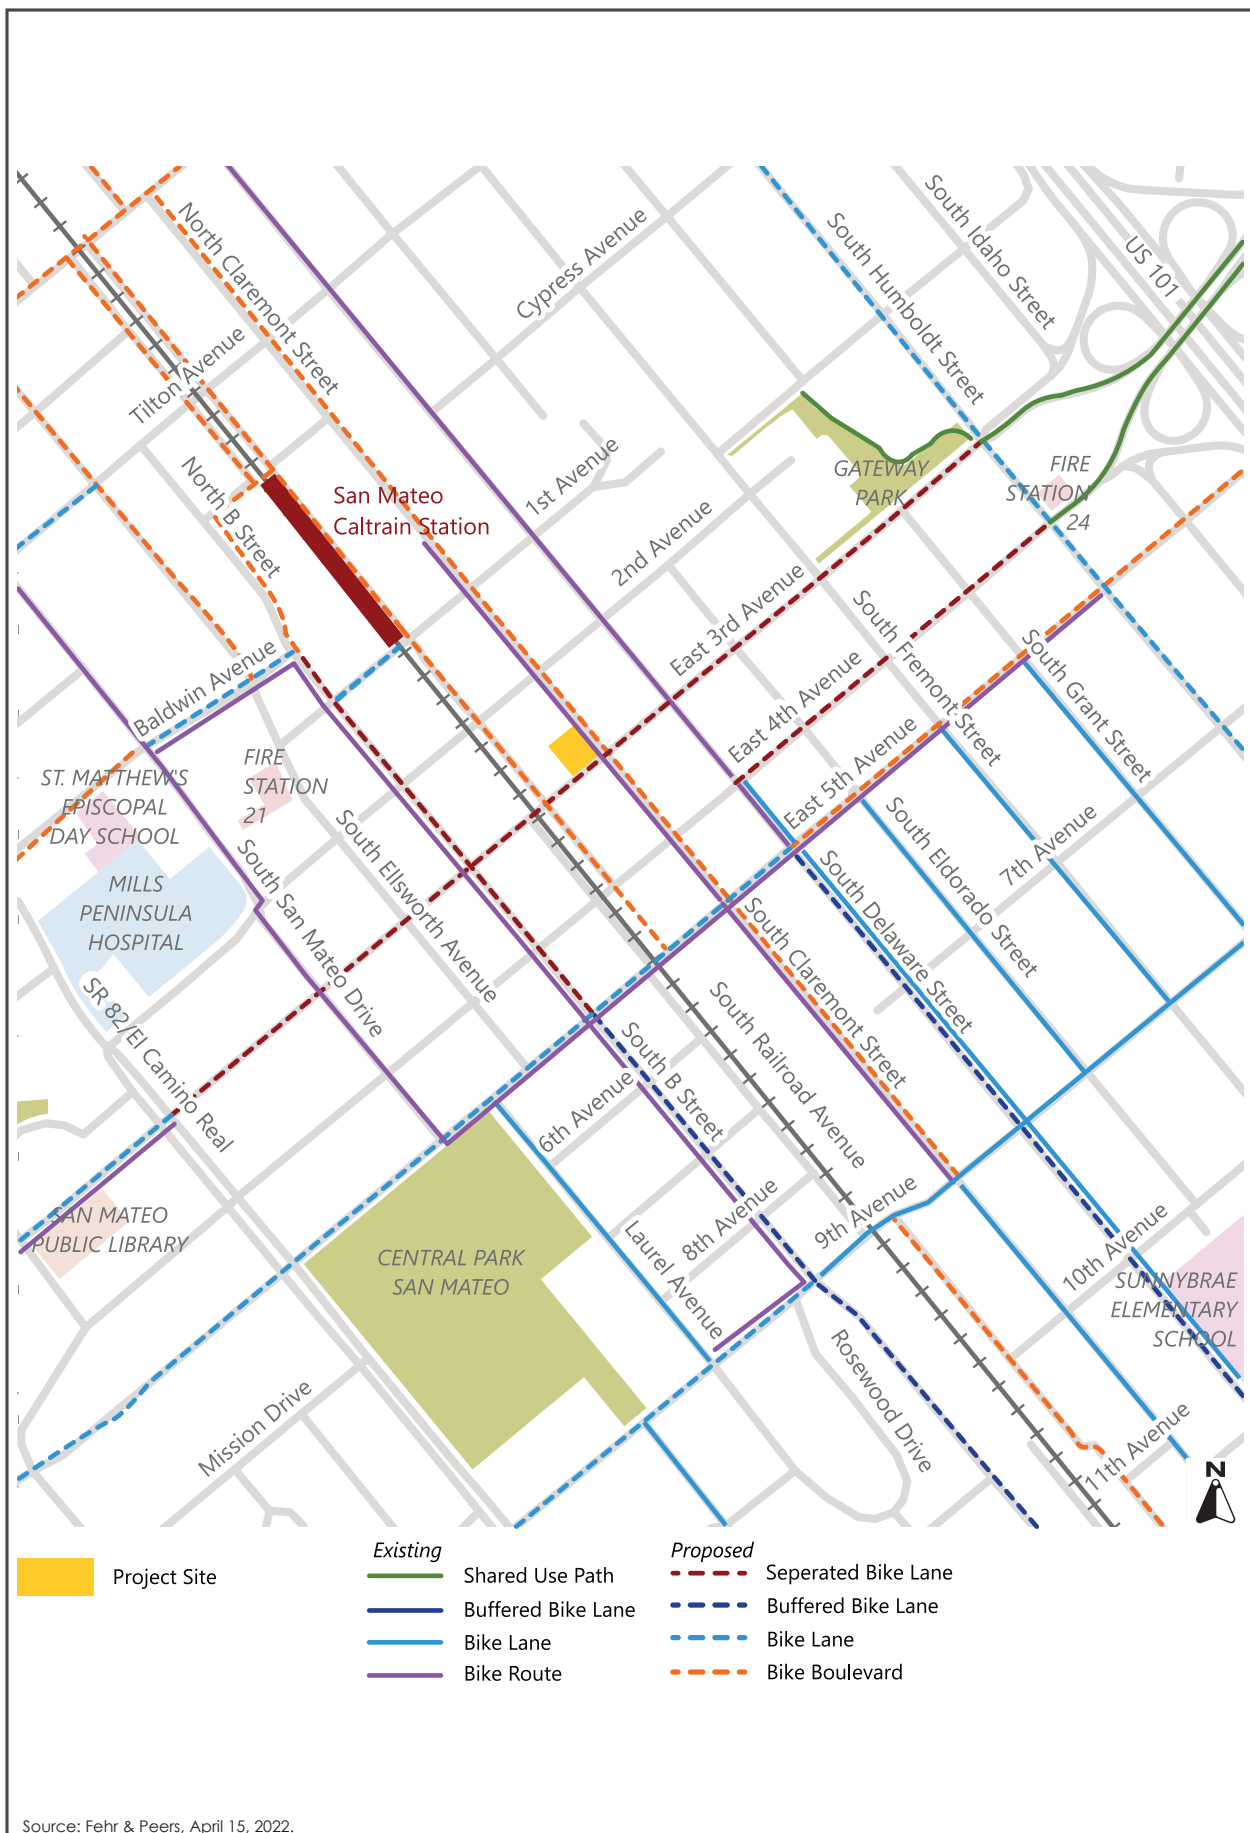 South Idaho Street
US 101
North Claremont Street
Cypress Avenue
South Humboldt Street
Tilton Avenue
North B Street
San Mateo
Caltrain Station
1st Avenue
2nd Avenue
GATEWAY
PARK
FIRE
STATION
24
East 3rd Avenue
South Fremont Street
South Grant Street
Baldwin Avenue
East 4th Avenue
East 5th Avenue
ST. MATTHEW'S
EPISCOPAL
DAY SCHOOL
FIRE
STATION
21
South Ellsworth Avenue
South Eldorado Street
7th Avenue
MILLS
PENINSULA
HOSPITAL
South San Mateo Drive
South Delaware Street
South Claremont Street
SR 82/El Camino Real
South Railroad Avenue
South B Street
6th Avenue
SAN MATEO
PUBLIC LIBRARY
CENTRAL PARK
SAN MATEO
Laurel Avenue
8th Avenue
9th Avenue
10th Avenue
SUNNYBRAE
ELEMENTARY
SCHOOL
Rosewood Drive
Mission Drive
11th Avenue
N
Project Site
Existing
Shared Use Path
Buffered Bike Lane
Bike Lane
Bike Route
Proposed
Seperated Bike Lane
Buffered Bike Lane
Bike Lane
Bike Boulevard
Source: Fehr & Peers, April 15, 2022.